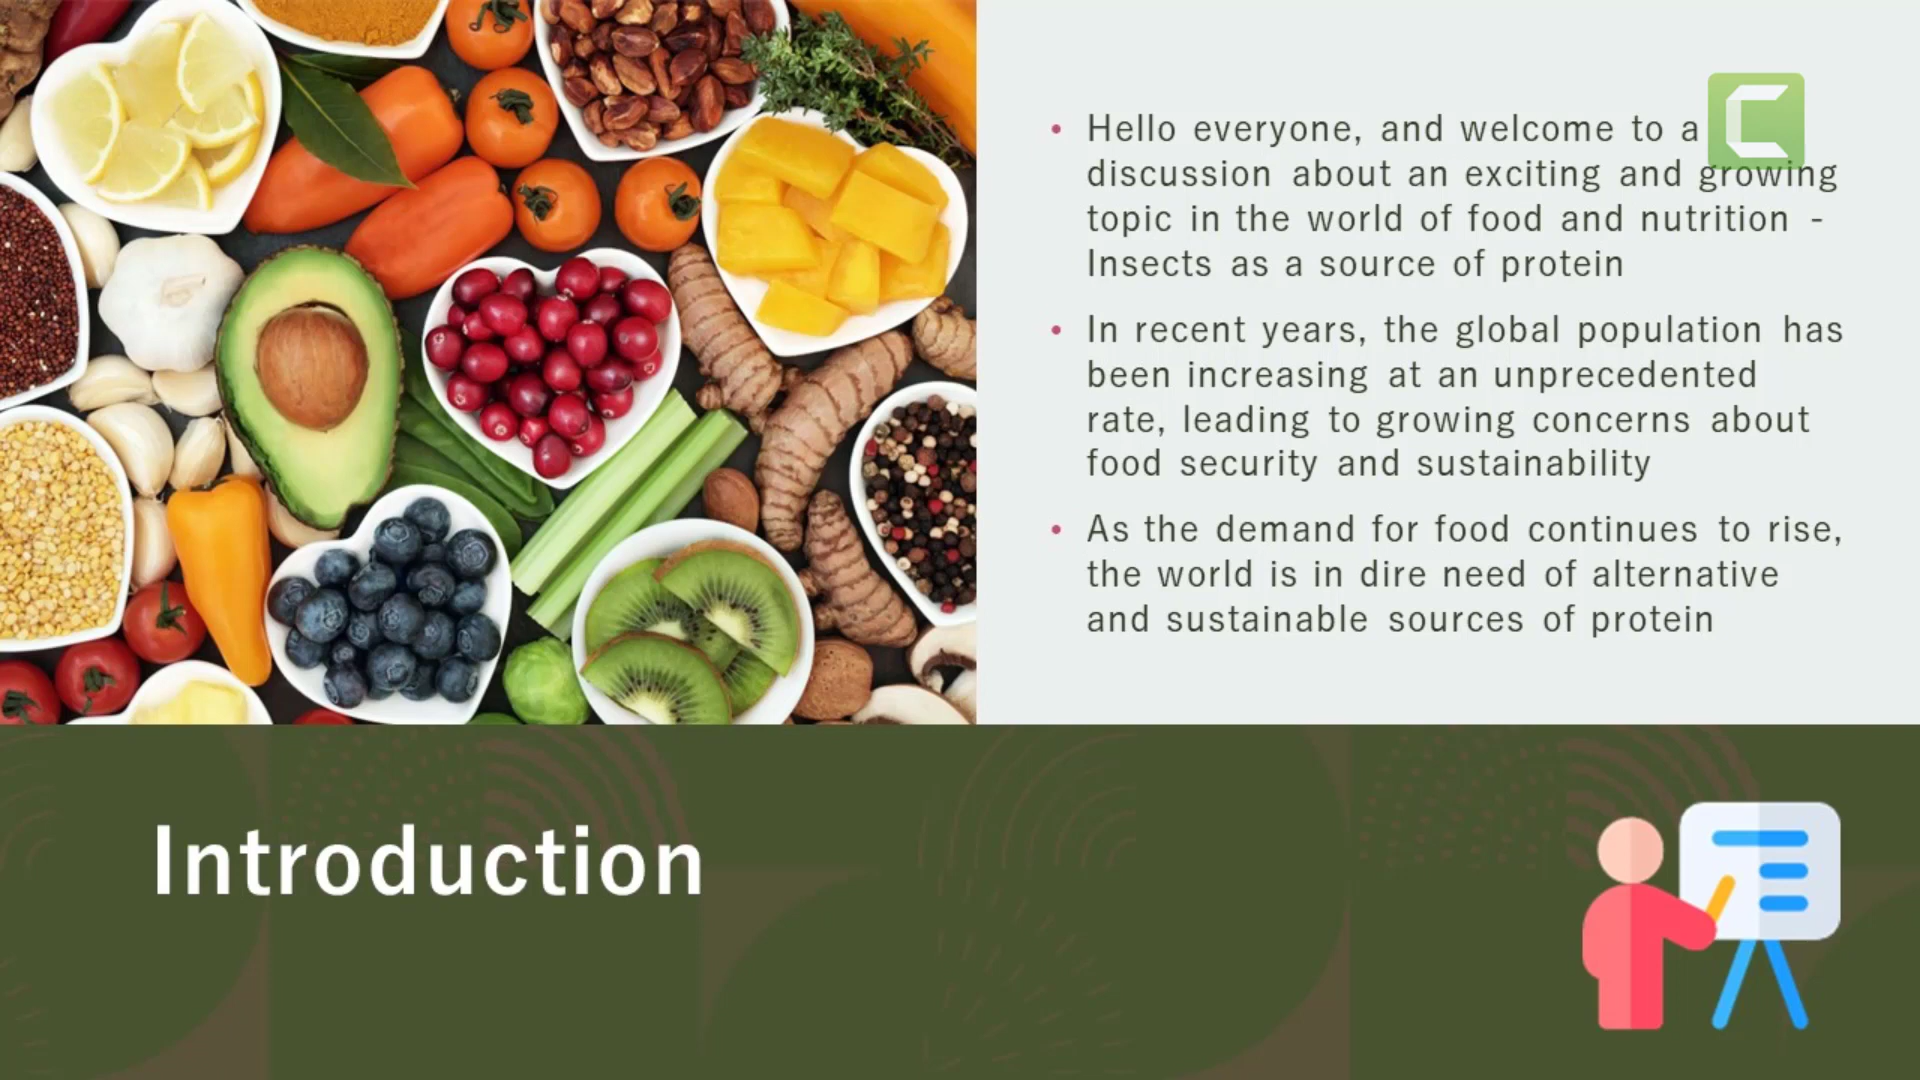 • Hello everyone, and welcome to a
discussion about an exciting and growing
topic in the world of food and nutrition -
Insects as a source of protein
• In recent years, the global population has
been increasing at an unprecedented
rate, leading to growing concerns about
food security and sustainability
• As the demand for food continues to rise,
the world is in dire need of alternative
and sustainable sources of protein
Introduction